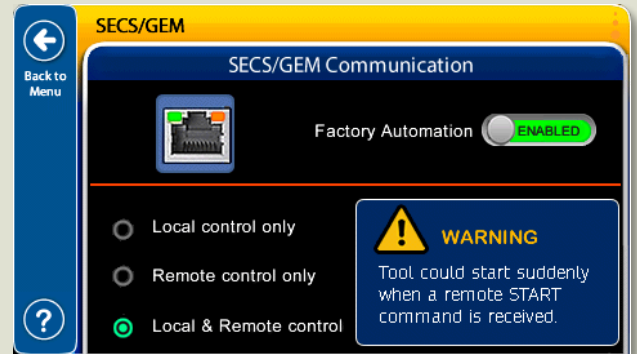 SECS/GEM
Back to
Menu
SECS/GEM Communication
Factory Automation
ENABLED
Local control only
Remote control only
Local & Remote control
WARNING
Tool could start suddenly
when a remote START
command is received.
?